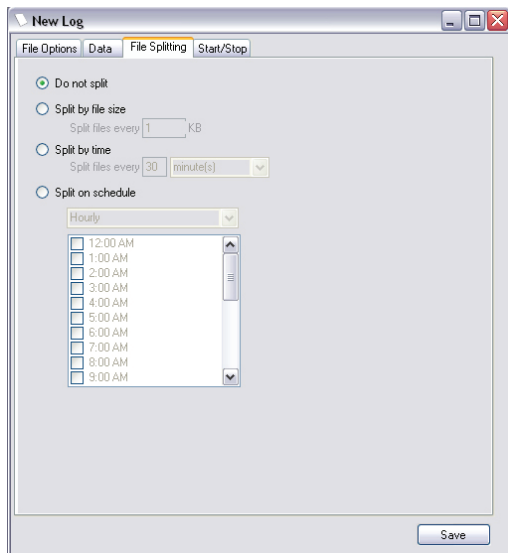 New Log
File Options Data File Splitting Start/Stop
Do not split
Split by file size
Split files every 1 KB
Split by time
Split files every 30 minute(s)
Split on schedule
Hourly
12:00 AM
1:00 AM
2:00 AM
3:00 AM
4:00 AM
5:00 AM
6:00 AM
7:00 AM
8:00 AM
9:00 AM
Save